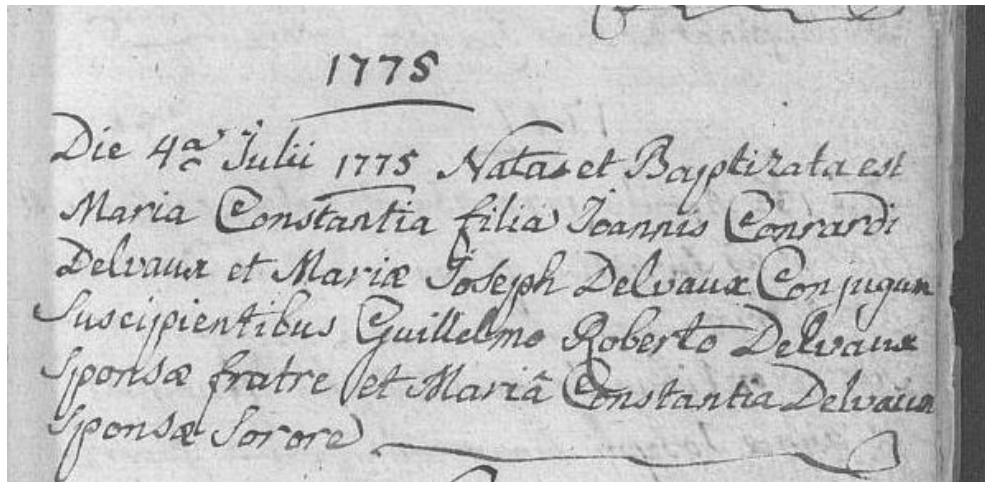 1775
Die 4a Julii 1775 Nata et Baptizata est
Maria Constantia filia Joannis Conrardi
Delvaux et Mariæ Joseph Delvaux Conjugum
Suscipientibus Guillelmo Roberto Delvaux
Sponsæ fratre et Mariâ Constantia Delvaux
Sponsæ Sorore